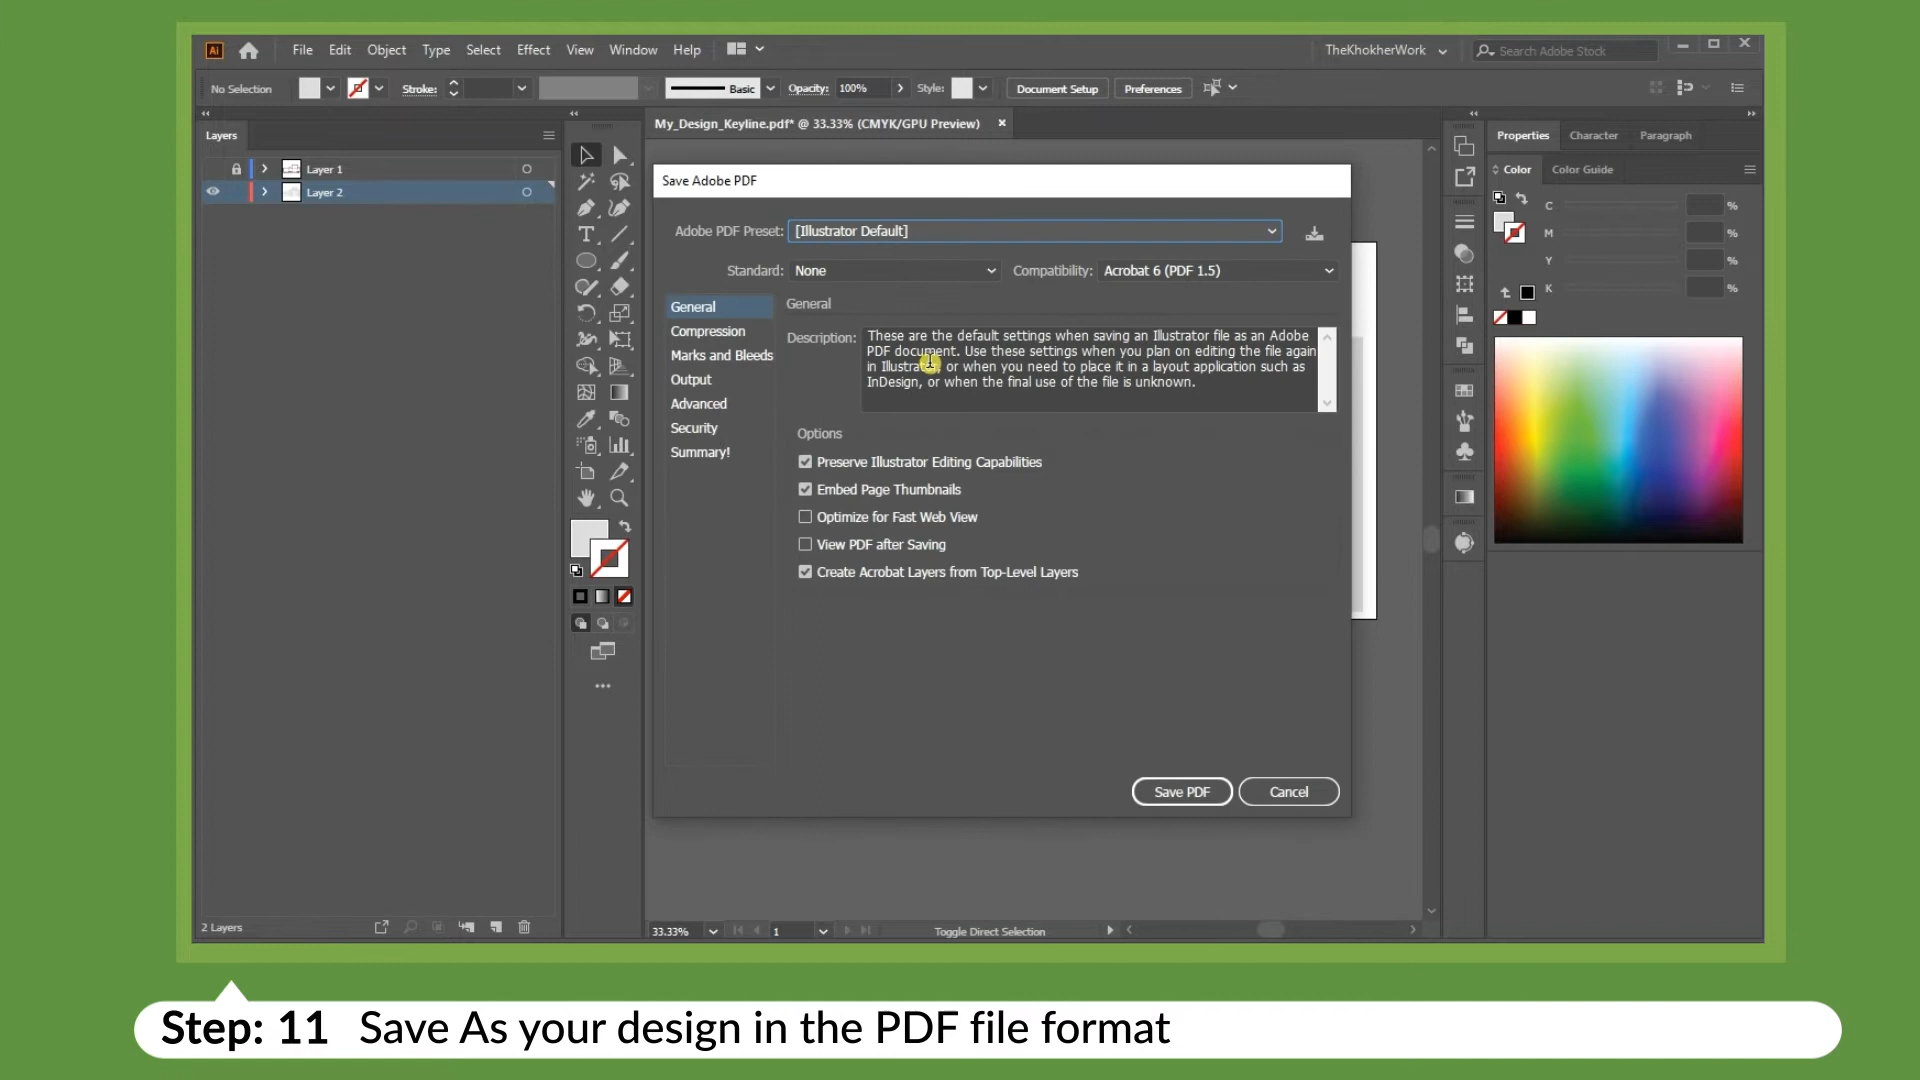 Ai File Edit Object Type Select Effect View Window Help TheKhokherWork Search Adobe Stock
No Selection Stroke: Basic Opacity: 100% Style: Document Setup Preferences
Layers My_Design_Keyline.pdf* @ 33.33% (CMYK/GPU Preview) Properties Character Paragraph
Layer 1
Layer 2
Color Color Guide
C %
M %
Y %
K %
Save Adobe PDF
Adobe PDF Preset: [Illustrator Default]
Standard: None Compatibility: Acrobat 6 (PDF 1.5)
General
Compression
Marks and Bleeds
Output
Advanced
Security
Summary!
General
Description: These are the default settings when saving an Illustrator file as an Adobe
PDF document. Use these settings when you plan on editing the file again
in Illustrator, or when you need to place it in a layout application such as
InDesign, or when the final use of the file is unknown.
Options
Preserve Illustrator Editing Capabilities
Embed Page Thumbnails
Optimize for Fast Web View
View PDF after Saving
Create Acrobat Layers from Top-Level Layers
Save PDF Cancel
2 Layers 33.33% 1 Toggle Direct Selection
Step: 11 Save As your design in the PDF file format